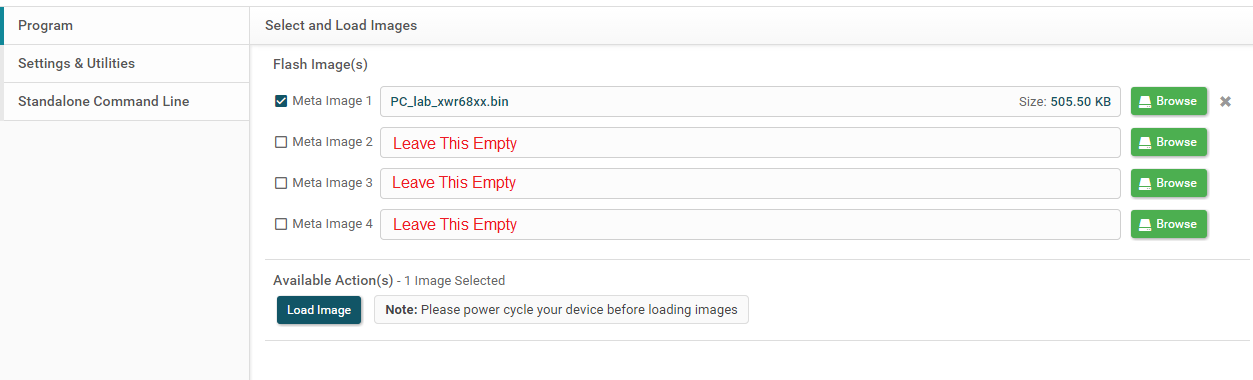 Program
Select and Load Images
Settings & Utilities
Standalone Command Line
Flash Image(s)
Meta Image 1 PC_lab_xwr68xx.bin Size: 505.50 KB Browse
Meta Image 2 Leave This Empty Browse
Meta Image 3 Leave This Empty Browse
Meta Image 4 Leave This Empty Browse
Available Action(s) - 1 Image Selected
Load Image Note: Please power cycle your device before loading images